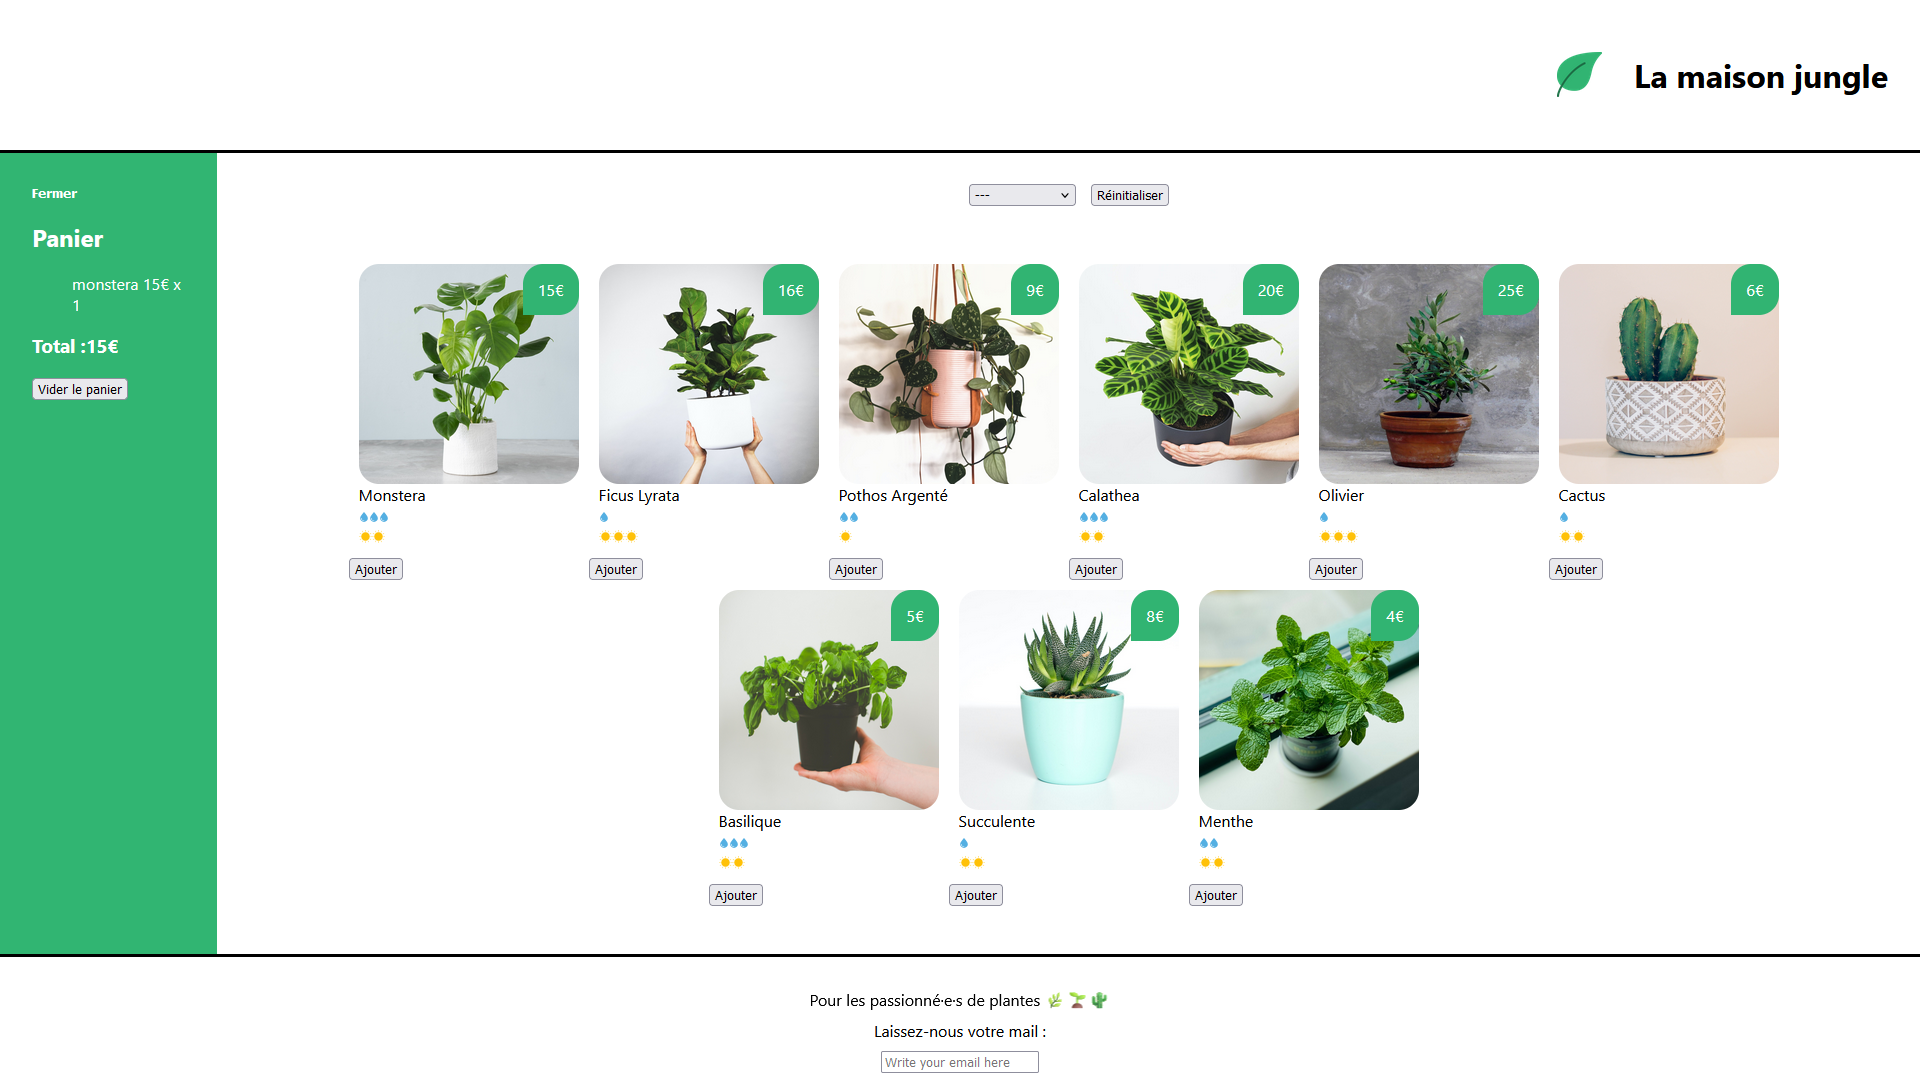 La maison jungle
Fermer
Panier
monstera 15€ x
1
Total :15€
Vider le panier
---
Réinitialiser
15€
Monstera
Ajouter
16€
Ficus Lyrata
Ajouter
9€
Pothos Argenté
Ajouter
20€
Calathea
Ajouter
25€
Olivier
Ajouter
6€
Cactus
Ajouter
5€
Basilique
Ajouter
8€
Succulente
Ajouter
4€
Menthe
Ajouter
Pour les passionné·e·s de plantes 🌿🌱🌵
Laissez-nous votre mail :
Write your email here